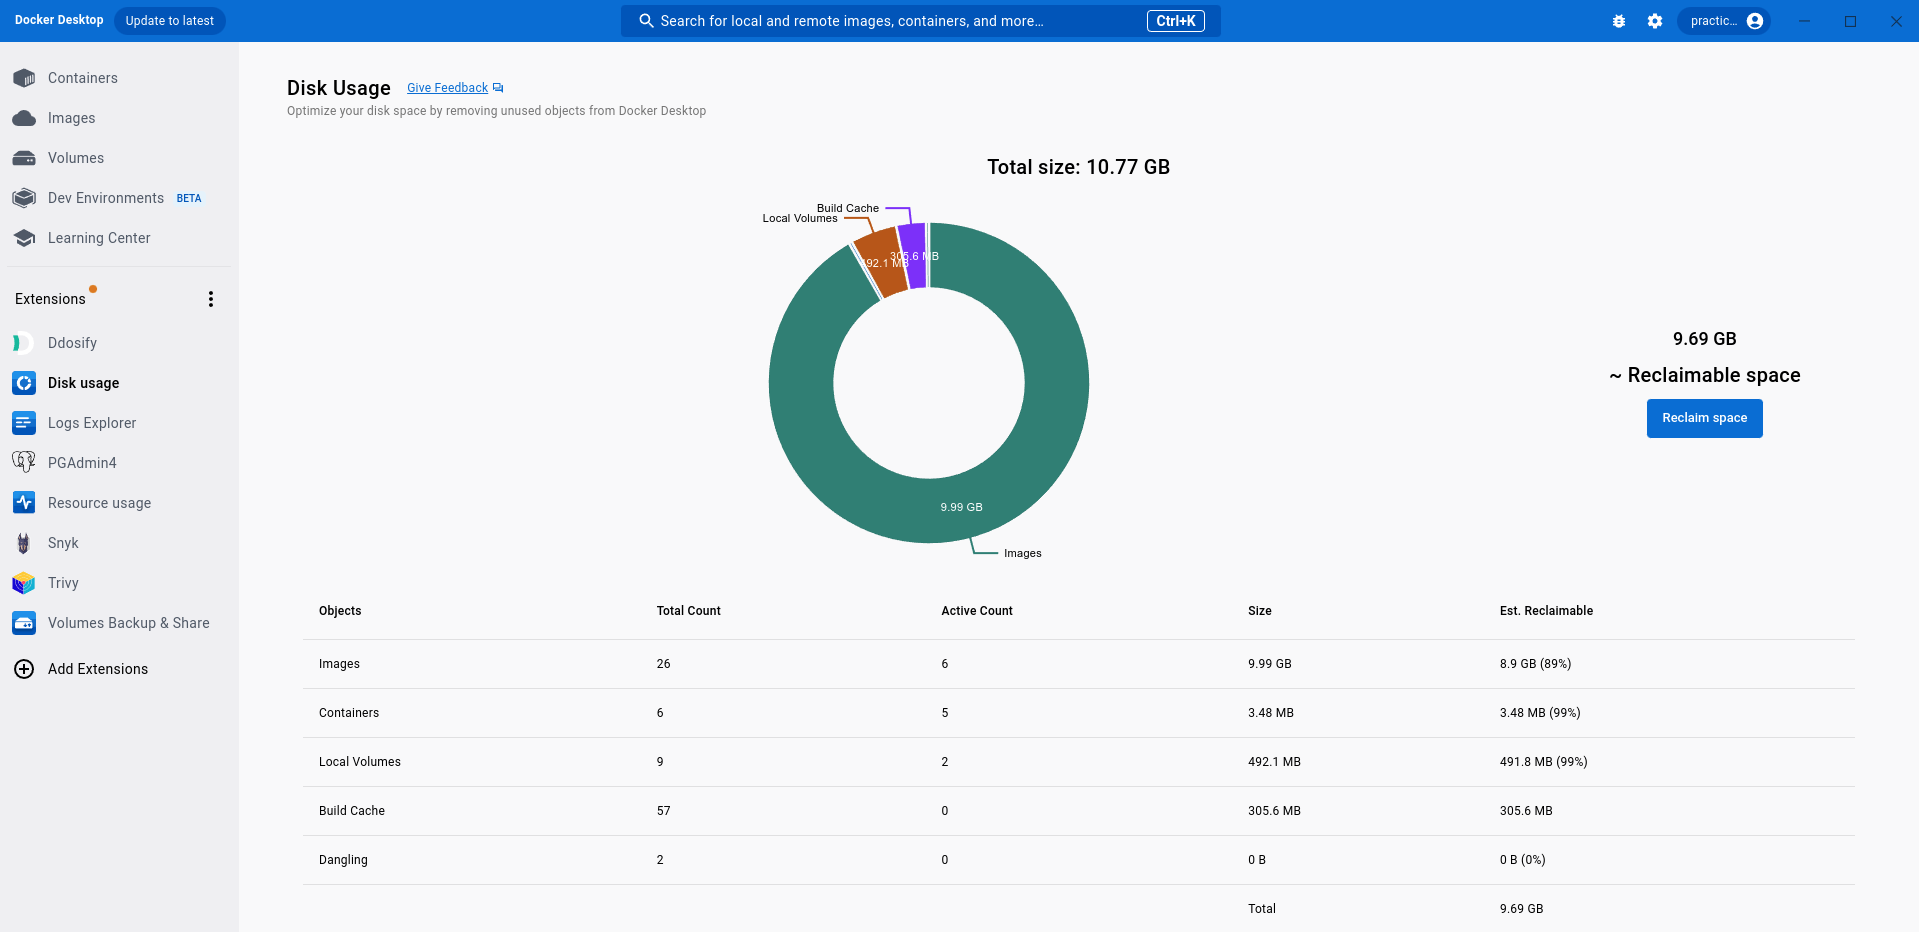 Docker Desktop Update to latest Search for local and remote images, containers, and more... Ctrl+K practic...
Containers
Images
Volumes
Dev Environments BETA
Learning Center
Extensions
Ddosify
Disk usage
Logs Explorer
PGAdmin4
Resource usage
Snyk
Trivy
Volumes Backup & Share
Add Extensions
Disk Usage Give Feedback
Optimize your disk space by removing unused objects from Docker Desktop
Total size: 10.77 GB
Build Cache
Local Volumes
305.6 MB
492.1 MB
9.99 GB
Images
9.69 GB
~ Reclaimable space
Reclaim space
Objects Total Count Active Count Size Est. Reclaimable
Images 26 6 9.99 GB 8.9 GB (89%)
Containers 6 5 3.48 MB 3.48 MB (99%)
Local Volumes 9 2 492.1 MB 491.8 MB (99%)
Build Cache 57 0 305.6 MB 305.6 MB
Dangling 2 0 0 B 0 B (0%)
Total 9.69 GB